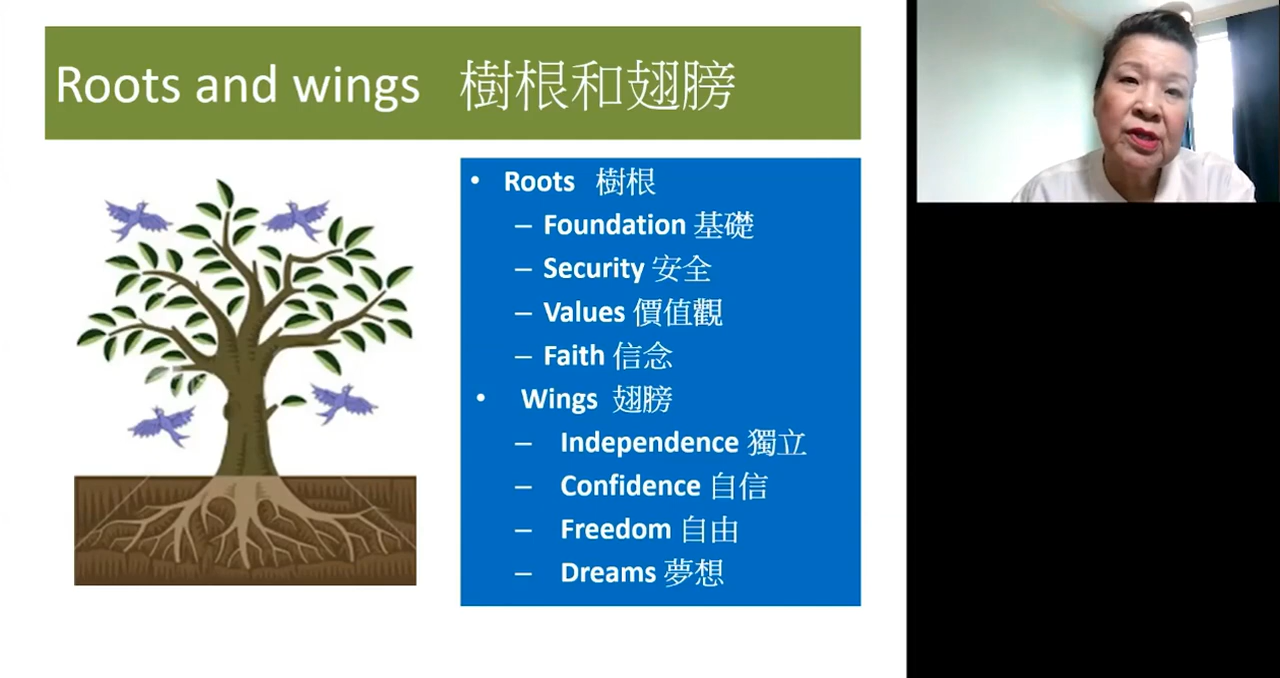 Roots and wings 樹根和翅膀
• Roots 樹根
– Foundation 基礎
– Security 安全
– Values 價值觀
– Faith 信念
• Wings 翅膀
– Independence 獨立
– Confidence 自信
– Freedom 自由
– Dreams 夢想